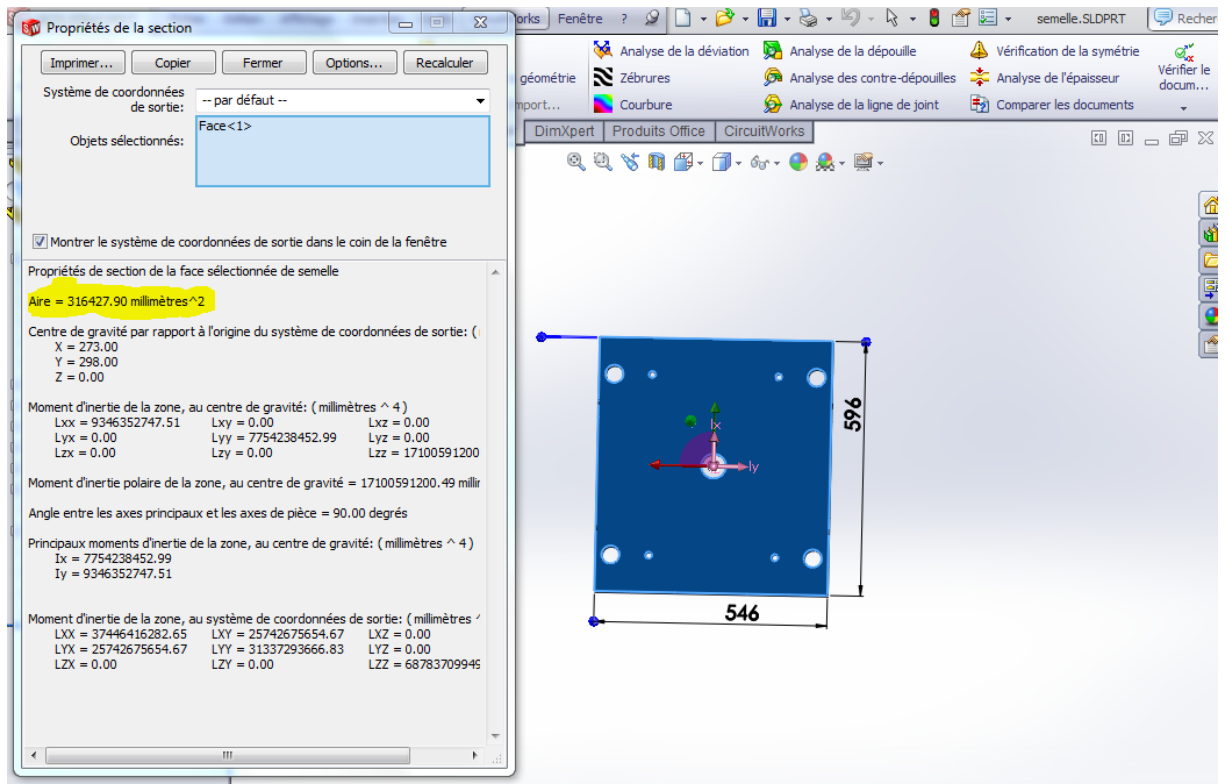 Propriétés de la section
Imprimer... Copier Fermer Options... Recalculer
Système de coordonnées
de sortie:
-- par défaut --
Objets sélectionnés:
Face<1>
Montrer le système de coordonnées de sortie dans le coin de la fenêtre
Propriétés de section de la face sélectionnée de semelle
Aire = 316427.90 millimètres^2
Centre de gravité par rapport à l'origine du système de coordonnées de sortie: (
X = 273.00
Y = 298.00
Z = 0.00
Moment d'inertie de la zone, au centre de gravité: ( millimètres ^ 4 )
Lxx = 9346352747.51 Lxy = 0.00 Lxz = 0.00
Lyx = 0.00 Lyy = 7754238452.99 Lyz = 0.00
Lzx = 0.00 Lzy = 0.00 Lzz = 17100591200
Moment d'inertie polaire de la zone, au centre de gravité = 17100591200.49 millir
Angle entre les axes principaux et les axes de pièce = 90.00 degrés
Principaux moments d'inertie de la zone, au centre de gravité: ( millimètres ^ 4 )
Ix = 7754238452.99
Iy = 9346352747.51
Moment d'inertie de la zone, au système de coordonnées de sortie: ( millimètres ^
LXX = 37446416282.65 LXY = 25742675654.67 LXZ = 0.00
LYX = 25742675654.67 LYY = 31337293666.83 LYZ = 0.00
LZX = 0.00 LZY = 0.00 LZZ = 68783709949
orks Fenêtre ? semelle.SLDPRT Recher
Analyse de la déviation Analyse de la dépouille Vérification de la symétrie
géométrie Zébrures Analyse des contre-dépouilles Analyse de l'épaisseur
mport... Courbure Analyse de la ligne de joint Comparer les documents
Vérifier le
docum...
DimXpert Produits Office CircuitWorks
Ix
Iy
596
546